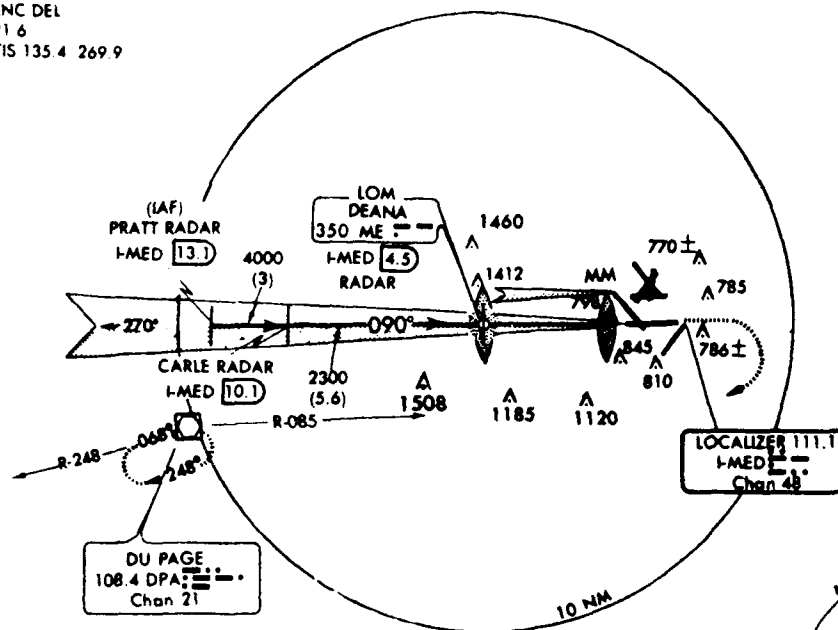 NC DEL
1 6
TIS 135.4 269.9
(IAF)
PRATT RADAR
I-MED 13.1
4000
(3)
LOM
DEANA
350 ME
I-MED 4.5
RADAR
1460
1412
MM
770±
785
786±
845
810
270°
090°
CARLE RADAR
I-MED 10.1
2300
(5.6)
1508
1185
1120
R-085
R-248
068°
248°
LOCALIZER 111.1
I-MED
Chan 48
DU PAGE
108.4 DPA
Chan 21
10 NM